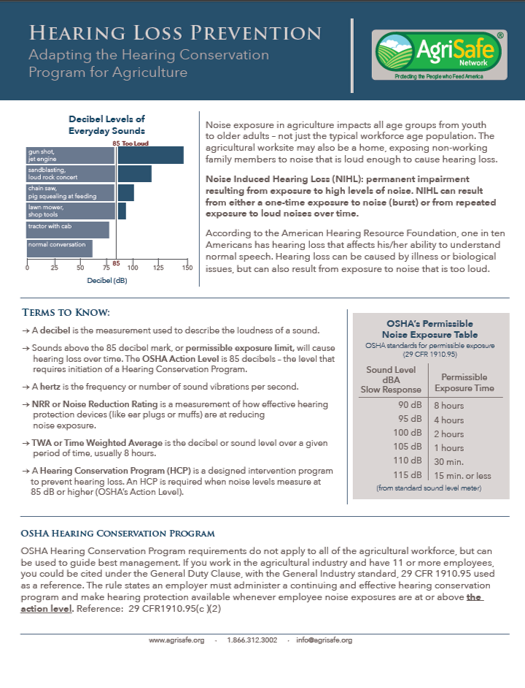 HEARING LOSS PREVENTION
Adapting the Hearing Conservation
Program for Agriculture
AgriSafe®
Network
Protecting the People who Feed America
Decibel Levels of
Everyday Sounds
85 Too Loud
gun shot,
jet engine
sandblasting,
loud rock concert
chain saw,
pig squealing at feeding
lawn mower,
shop tools
tractor with cab
normal conversation
0 25 50 75 85 100 125 150
Decibel (dB)
Noise exposure in agriculture impacts all age groups from youth
to older adults – not just the typical workforce age population. The
agricultural worksite may also be a home, exposing non-working
family members to noise that is loud enough to cause hearing loss.
Noise Induced Hearing Loss (NIHL): permanent impairment
resulting from exposure to high levels of noise. NIHL can result
from either a one-time exposure to noise (burst) or from repeated
exposure to loud noises over time.
According to the American Hearing Resource Foundation, one in ten
Americans has hearing loss that affects his/her ability to understand
normal speech. Hearing loss can be caused by illness or biological
issues, but can also result from exposure to noise that is too loud.
TERMS TO KNOW:
→ A decibel is the measurement used to describe the loudness of a sound.
→ Sounds above the 85 decibel mark, or permissible exposure limit, will cause
hearing loss over time. The OSHA Action Level is 85 decibels – the level that
requires initiation of a Hearing Conservation Program.
→ A hertz is the frequency or number of sound vibrations per second.
→ NRR or Noise Reduction Rating is a measurement of how effective hearing
protection devices (like ear plugs or muffs) are at reducing
noise exposure.
→ TWA or Time Weighted Average is the decibel or sound level over a given
period of time, usually 8 hours.
→ A Hearing Conservation Program (HCP) is a designed intervention program
to prevent hearing loss. An HCP is required when noise levels measure at
85 dB or higher (OSHA's Action Level).
OSHA's Permissible
Noise Exposure Table
OSHA standards for permissible exposure
(29 CFR 1910.95)
Sound Level
dBA
Slow Response
Permissible
Exposure Time
90 dB 8 hours
95 dB 4 hours
100 dB 2 hours
105 dB 1 hours
110 dB 30 min.
115 dB 15 min. or less
(from standard sound level meter)
OSHA HEARING CONSERVATION PROGRAM
OSHA Hearing Conservation Program requirements do not apply to all of the agricultural workforce, but can
be used to guide best management. If you work in the agricultural industry and have 11 or more employees,
you could be cited under the General Duty Clause, with the General Industry standard, 29 CFR 1910.95 used
as a reference. The rule states an employer must administer a continuing and effective hearing conservation
program and make hearing protection available whenever employee noise exposures are at or above the
action level. Reference: 29 CFR1910.95(c )(2)
www.agrisafe.org - 1.866.312.3002 - info@agrisafe.org